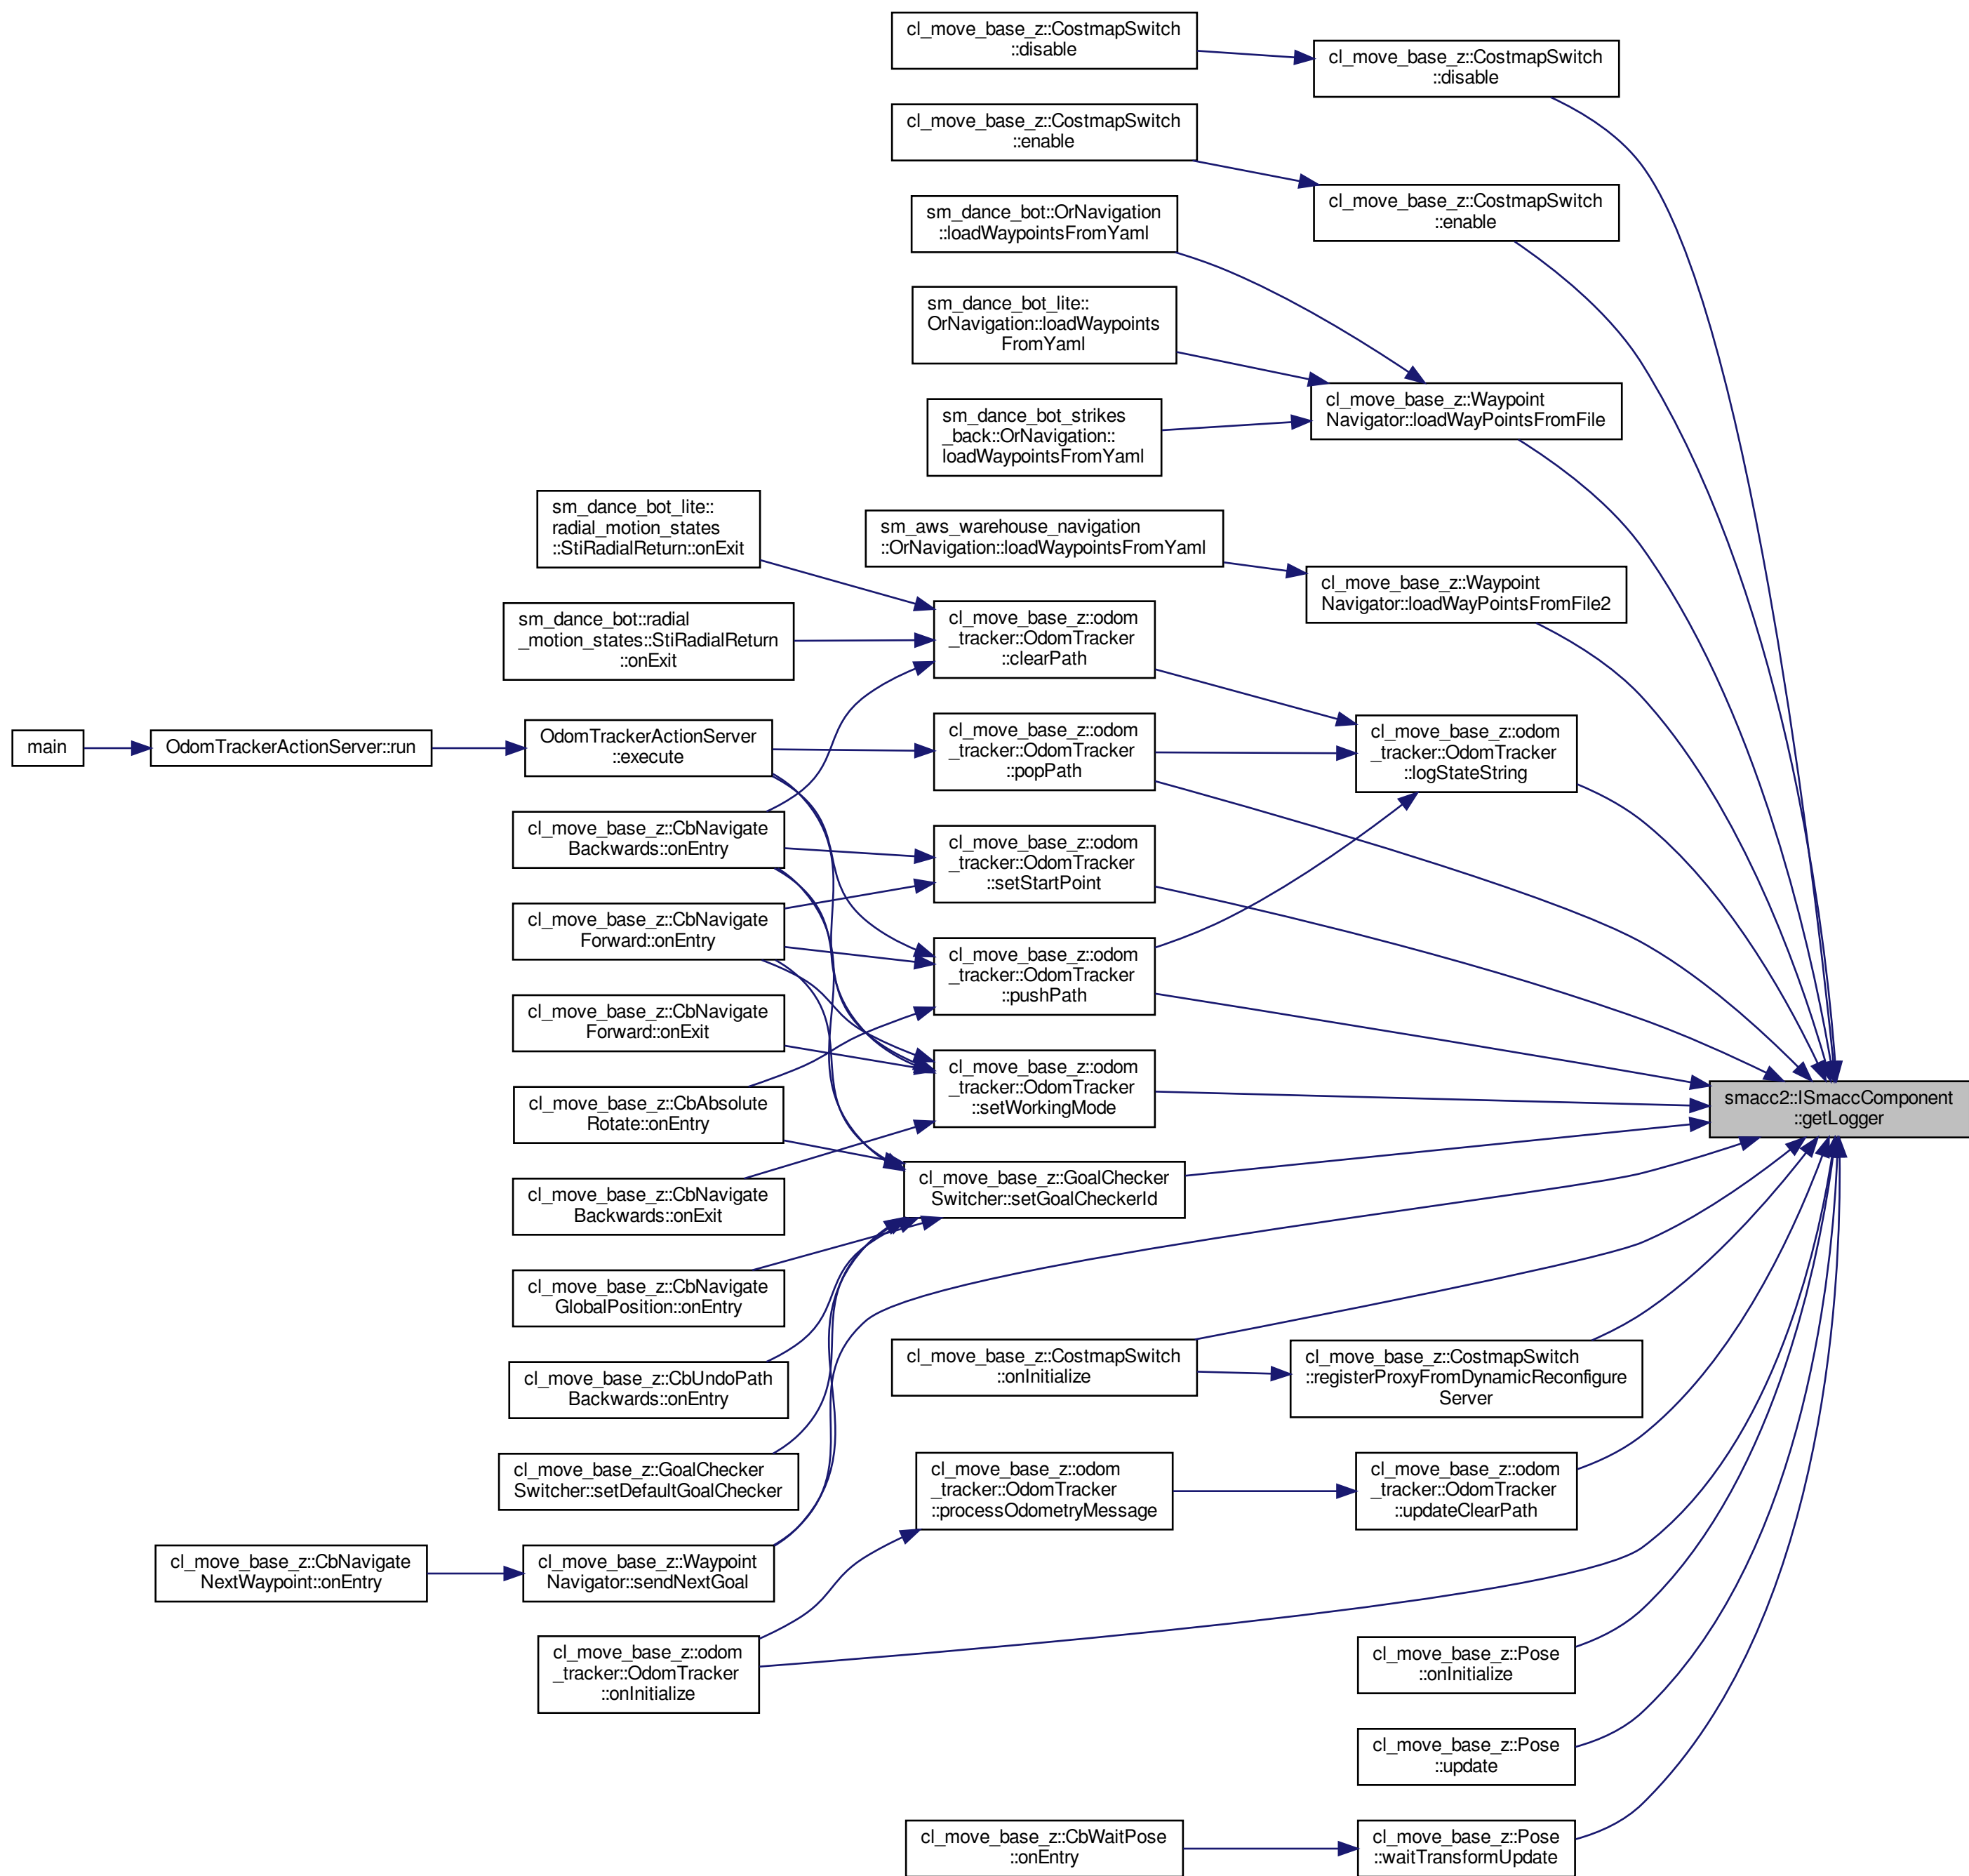 cl_move_base_z::CostmapSwitch
::disable
cl_move_base_z::CostmapSwitch
::disable
cl_move_base_z::CostmapSwitch
::enable
cl_move_base_z::CostmapSwitch
::enable
sm_dance_bot::OrNavigation
::loadWaypointsFromYaml
sm_dance_bot_lite::
OrNavigation::loadWaypoints
FromYaml
cl_move_base_z::Waypoint
Navigator::loadWayPointsFromFile
sm_dance_bot_strikes
_back::OrNavigation::
loadWaypointsFromYaml
sm_dance_bot_lite::
radial_motion_states
::StiRadialReturn::onExit
sm_aws_warehouse_navigation
::OrNavigation::loadWaypointsFromYaml
cl_move_base_z::Waypoint
Navigator::loadWayPointsFromFile2
sm_dance_bot::radial
_motion_states::StiRadialReturn
::onExit
cl_move_base_z::odom
_tracker::OdomTracker
::clearPath
main
OdomTrackerActionServer::run
OdomTrackerActionServer
::execute
cl_move_base_z::odom
_tracker::OdomTracker
::popPath
cl_move_base_z::odom
_tracker::OdomTracker
::logStateString
cl_move_base_z::CbNavigate
Backwards::onEntry
cl_move_base_z::odom
_tracker::OdomTracker
::setStartPoint
cl_move_base_z::CbNavigate
Forward::onEntry
cl_move_base_z::odom
_tracker::OdomTracker
::pushPath
cl_move_base_z::CbNavigate
Forward::onExit
cl_move_base_z::odom
_tracker::OdomTracker
::setWorkingMode
smacc2::ISmaccComponent
::getLogger
cl_move_base_z::CbAbsolute
Rotate::onEntry
cl_move_base_z::GoalChecker
Switcher::setGoalCheckerId
cl_move_base_z::CbNavigate
Backwards::onExit
cl_move_base_z::CbNavigate
GlobalPosition::onEntry
cl_move_base_z::CostmapSwitch
::onInitialize
cl_move_base_z::CostmapSwitch
::registerProxyFromDynamicReconfigure
Server
cl_move_base_z::CbUndoPath
Backwards::onEntry
cl_move_base_z::GoalChecker
Switcher::setDefaultGoalChecker
cl_move_base_z::odom
_tracker::OdomTracker
::processOdometryMessage
cl_move_base_z::odom
_tracker::OdomTracker
::updateClearPath
cl_move_base_z::CbNavigate
NextWaypoint::onEntry
cl_move_base_z::Waypoint
Navigator::sendNextGoal
cl_move_base_z::odom
_tracker::OdomTracker
::onInitialize
cl_move_base_z::Pose
::onInitialize
cl_move_base_z::Pose
::update
cl_move_base_z::CbWaitPose
::onEntry
cl_move_base_z::Pose
::waitTransformUpdate